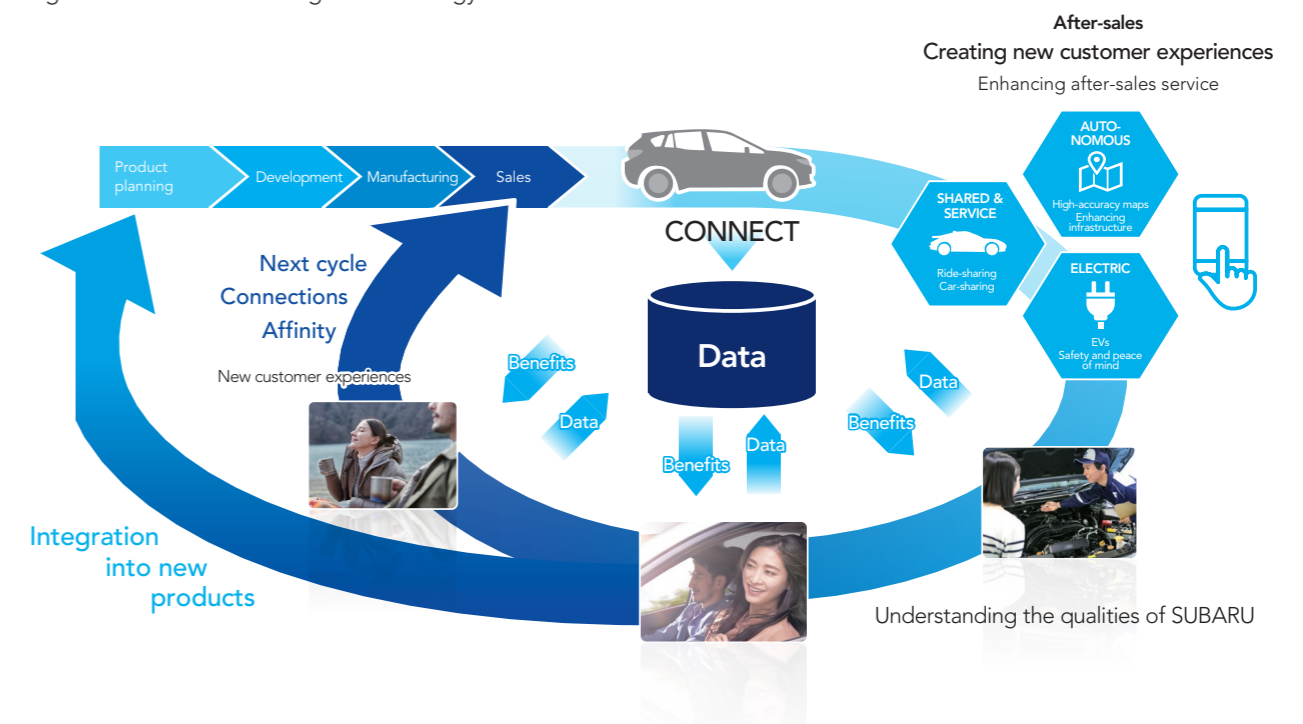 After-sales
Creating new customer experiences
Enhancing after-sales service
Product
planning
Development
Manufacturing
Sales
CONNECT
SHARED &
SERVICE
Ride-sharing
Car-sharing
AUTO-
NOMOUS
High-accuracy maps
Enhancing
infrastructure
ELECTRIC
EVs
Safety and peace
of mind
Next cycle
Connections
Affinity
New customer experiences
Data
Benefits
Data
Benefits
Data
Benefits
Data
Integration
into new
products
Understanding the qualities of SUBARU